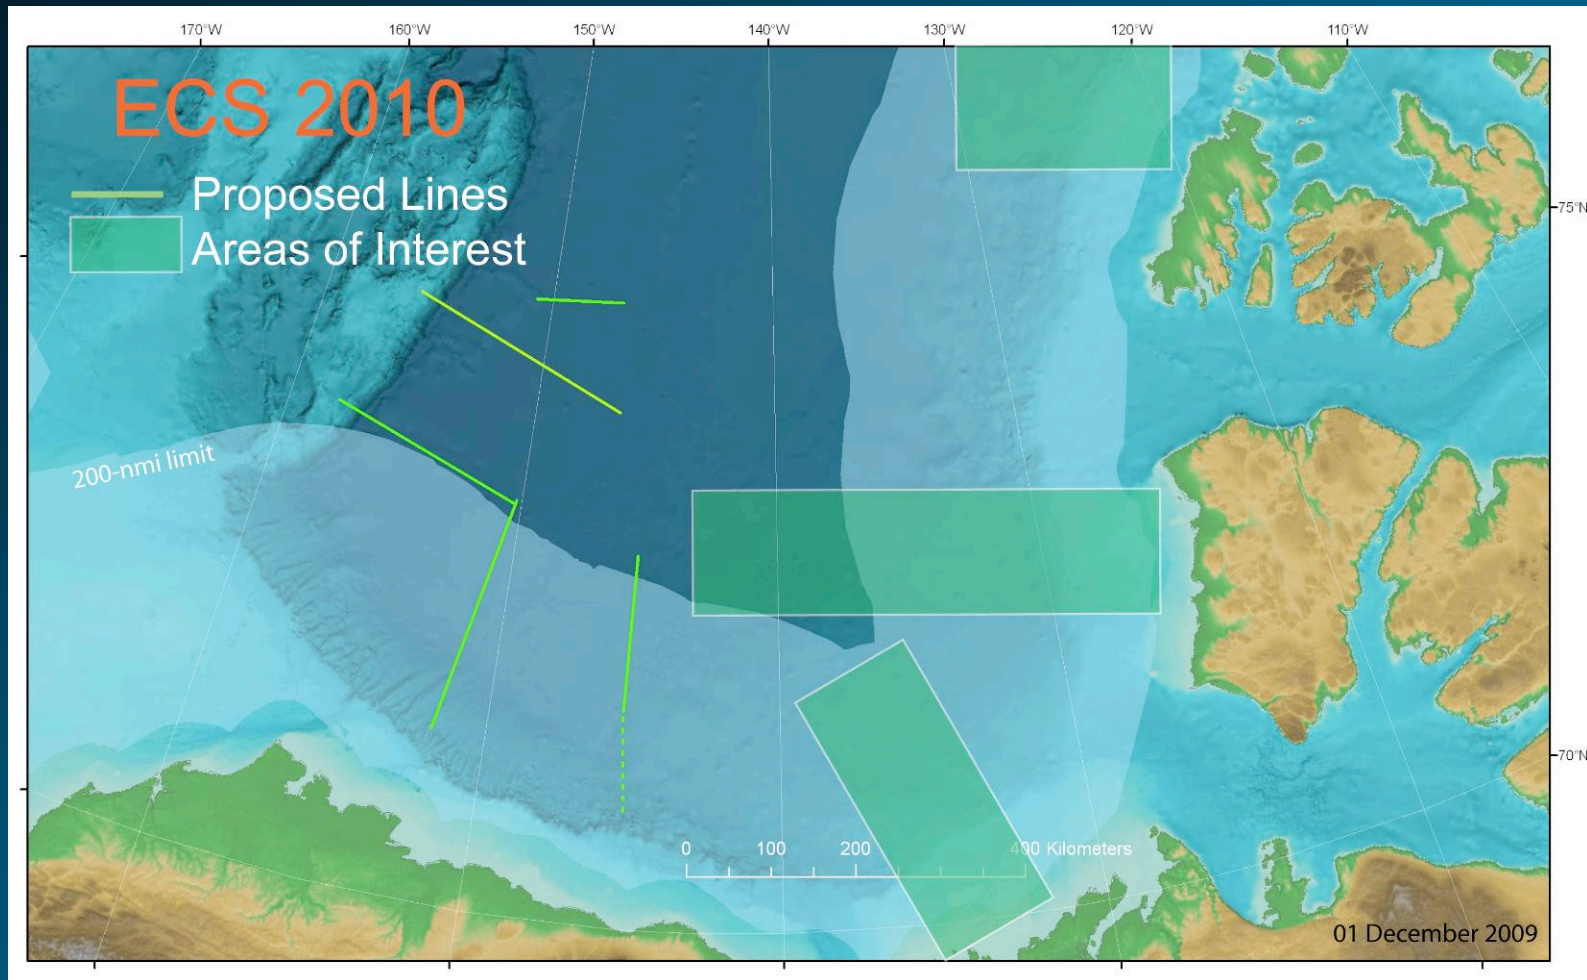 170°W 160°W 150°W 140°W 130°W 120°W 110°W
ECS 2010
Proposed Lines
Areas of Interest
75°N
200-nmi limit
70°N
0 100 200 400 Kilometers
01 December 2009